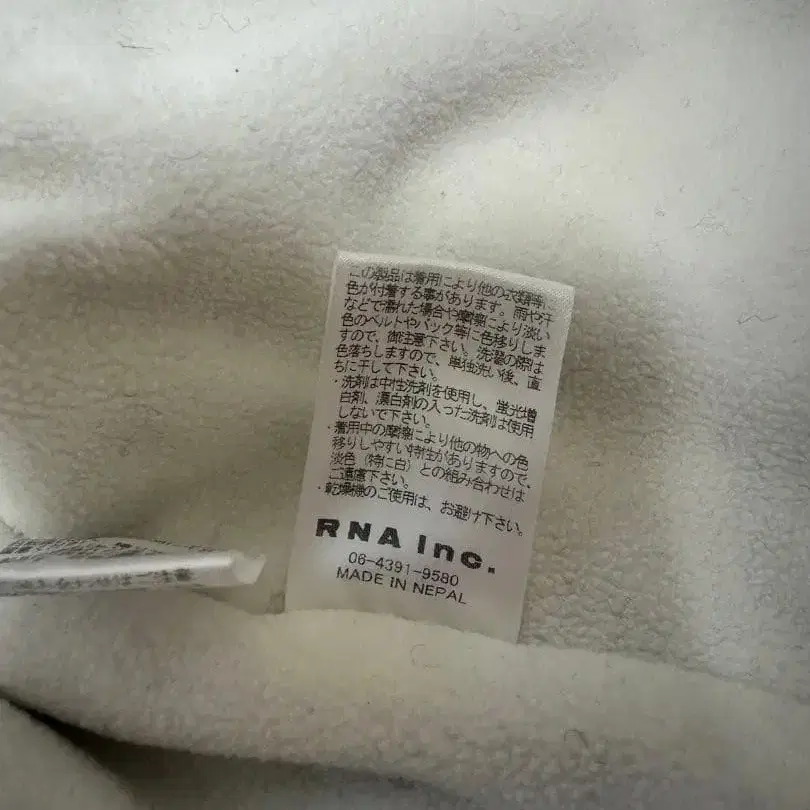 この製品は着用により他の衣類等に
色が付着する事があります。雨や汗
などで濡れた場合や摩擦により淡い
色のベルトやバック等に色移りしま
すので、御注意下さい。洗濯の際は
色落ちしますので、単独洗い後、直
ちに干して下さい。
・洗剤は中性洗剤を使用し、蛍光増
白剤、漂白剤の入った洗剤は使用
しないで下さい。
・着用中の摩擦により他の物への色
移りしやすい特性がありますので、
淡色(特に白)との組み合わせは
ご遠慮下さい。
・乾燥機のご使用は、お避け下さい。
RNA Inc.
06-4391-9580
MADE IN NEPAL